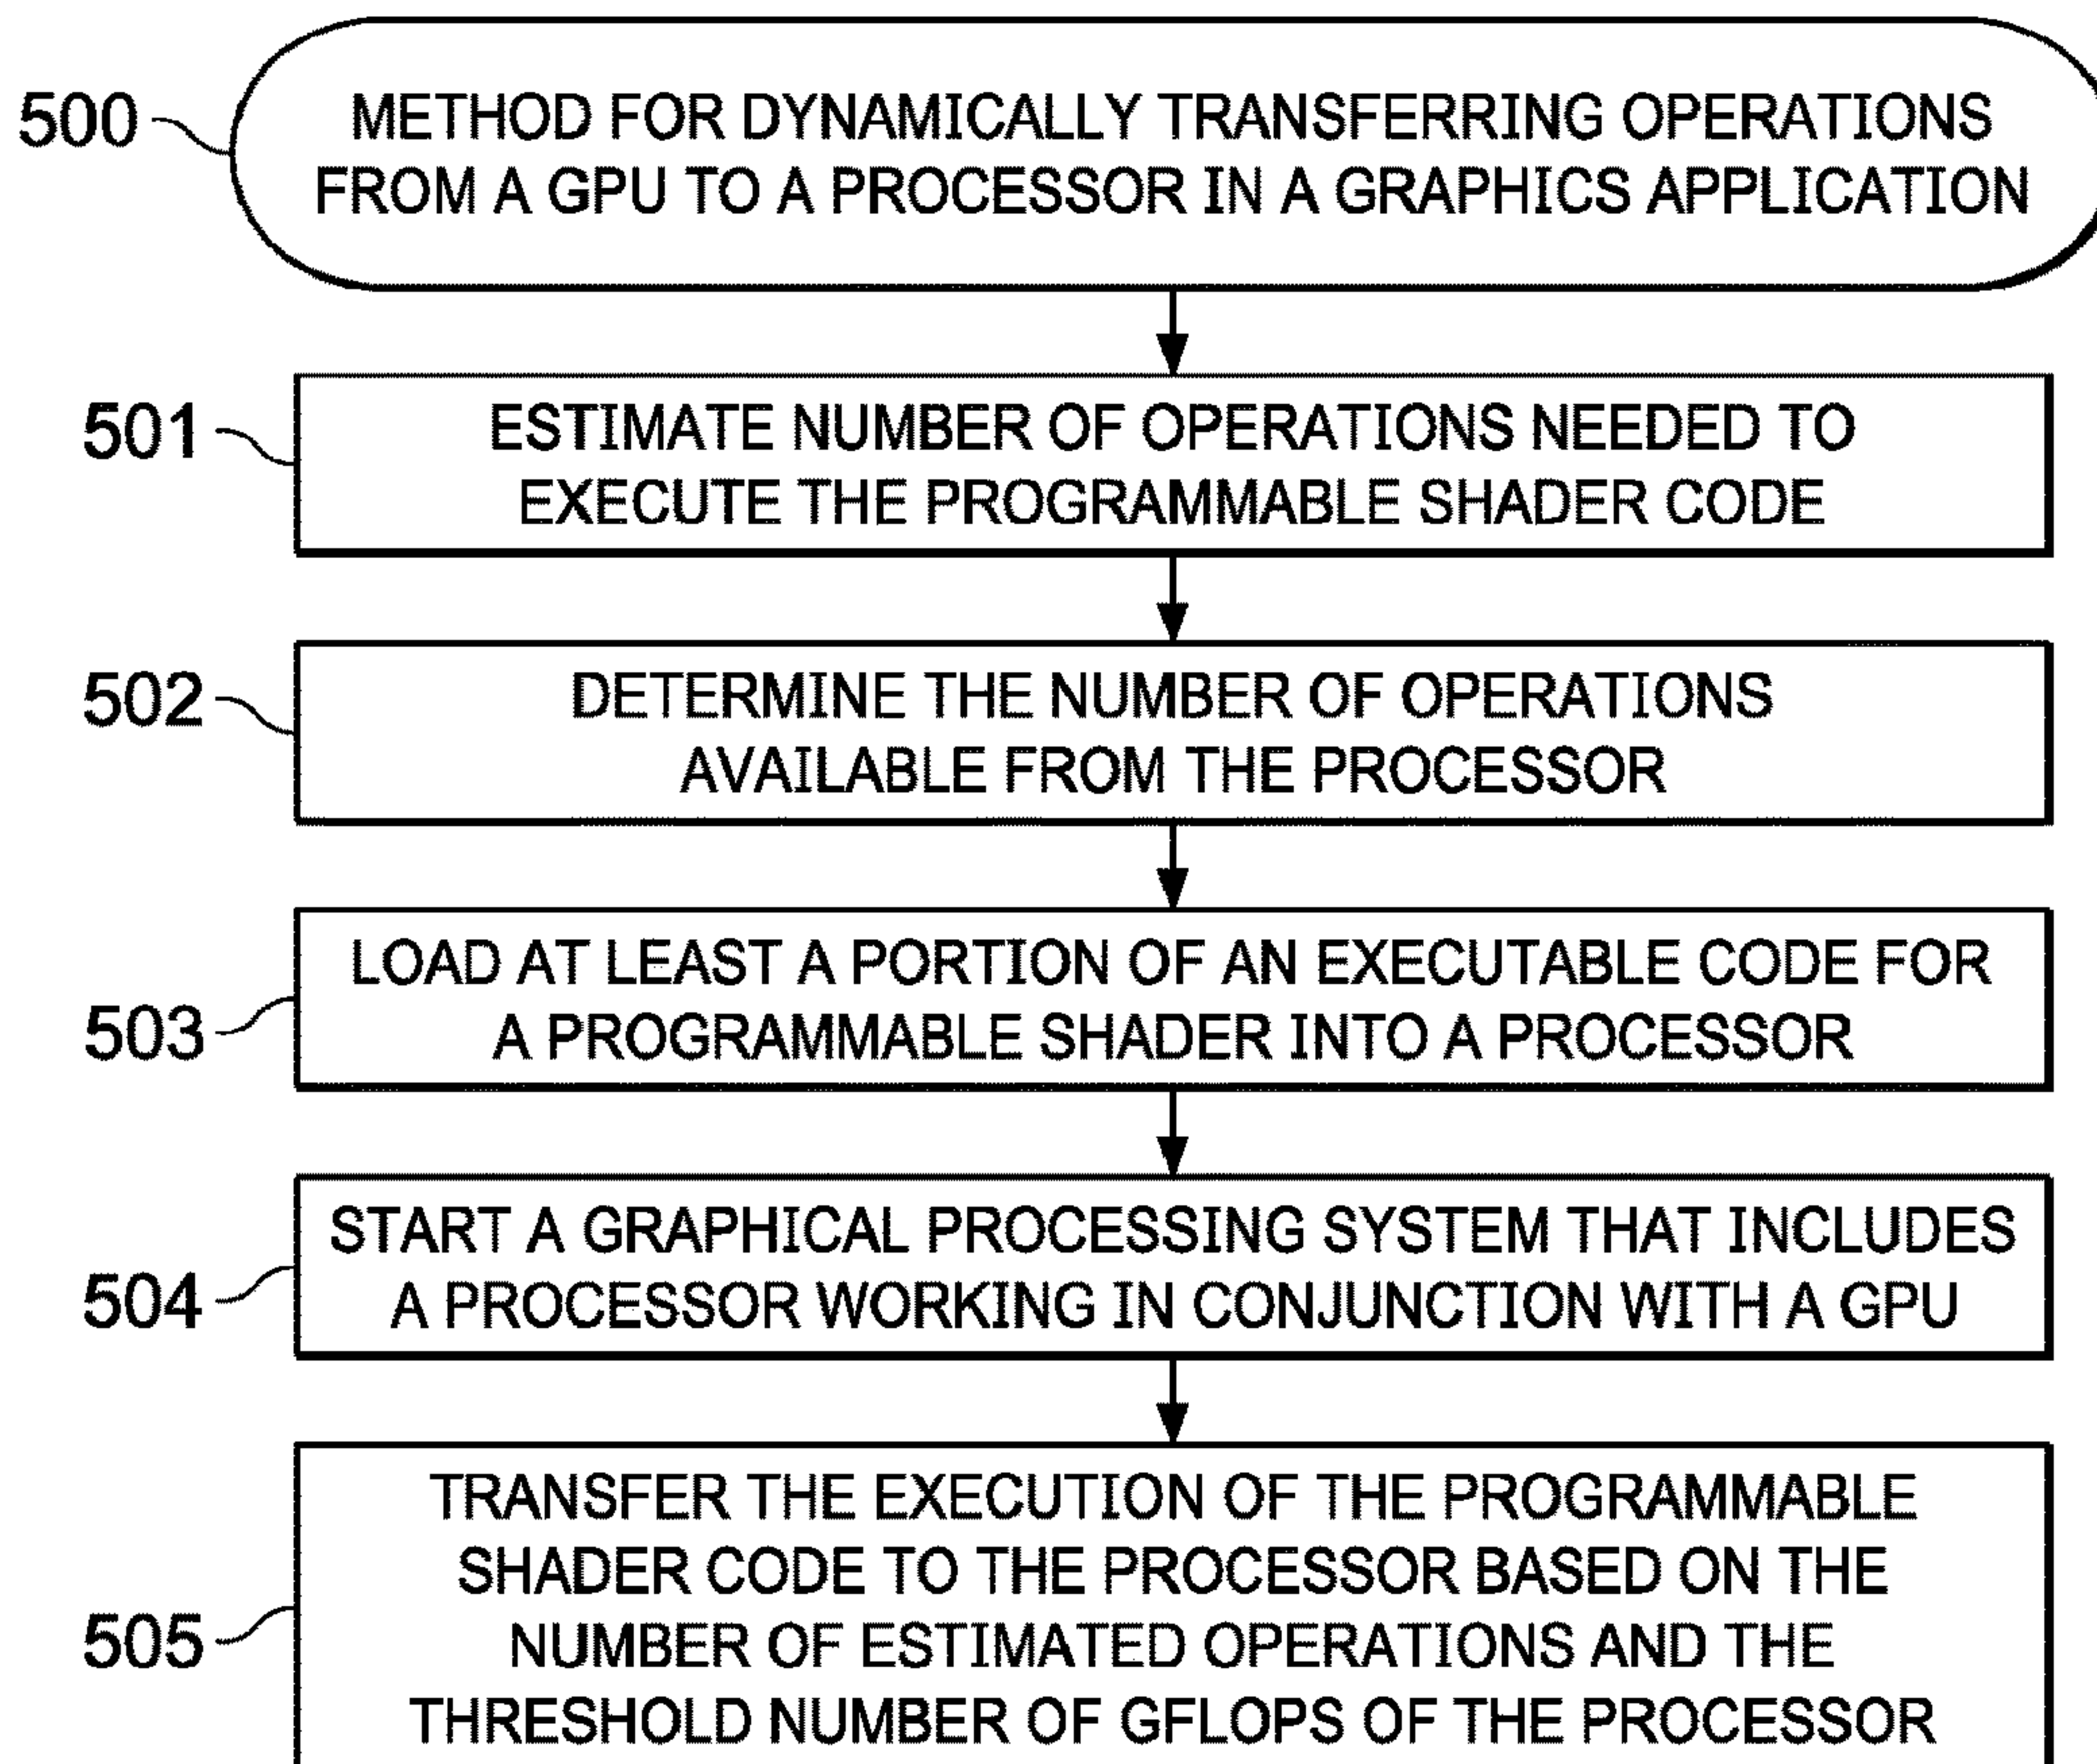 500
METHOD FOR DYNAMICALLY TRANSFERRING OPERATIONS
FROM A GPU TO A PROCESSOR IN A GRAPHICS APPLICATION
501
ESTIMATE NUMBER OF OPERATIONS NEEDED TO
EXECUTE THE PROGRAMMABLE SHADER CODE
502
DETERMINE THE NUMBER OF OPERATIONS
AVAILABLE FROM THE PROCESSOR
503
LOAD AT LEAST A PORTION OF AN EXECUTABLE CODE FOR
A PROGRAMMABLE SHADER INTO A PROCESSOR
504
START A GRAPHICAL PROCESSING SYSTEM THAT INCLUDES
A PROCESSOR WORKING IN CONJUNCTION WITH A GPU
505
TRANSFER THE EXECUTION OF THE PROGRAMMABLE
SHADER CODE TO THE PROCESSOR BASED ON THE
NUMBER OF ESTIMATED OPERATIONS AND THE
THRESHOLD NUMBER OF GFLOPS OF THE PROCESSOR